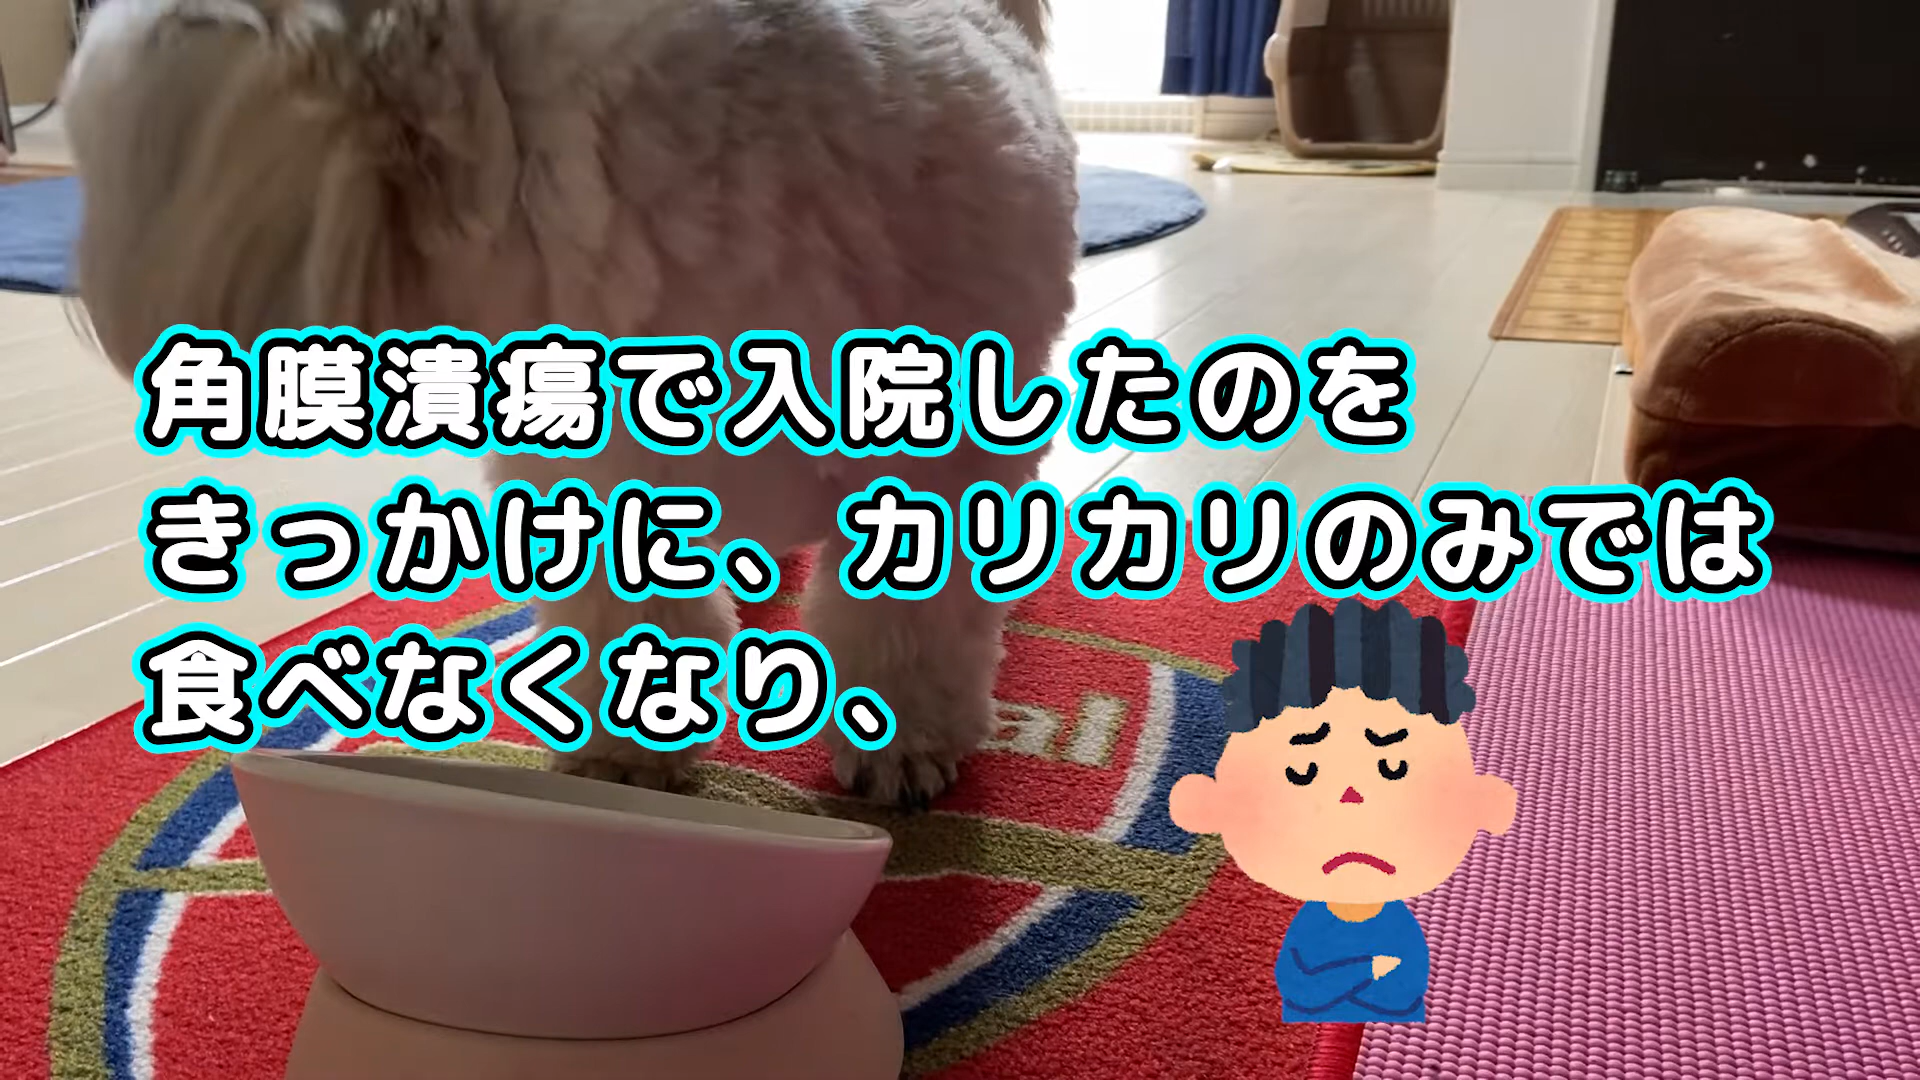 角膜潰瘍で入院したのを
きっかけに、カリカリのみでは
食べなくなり、
al